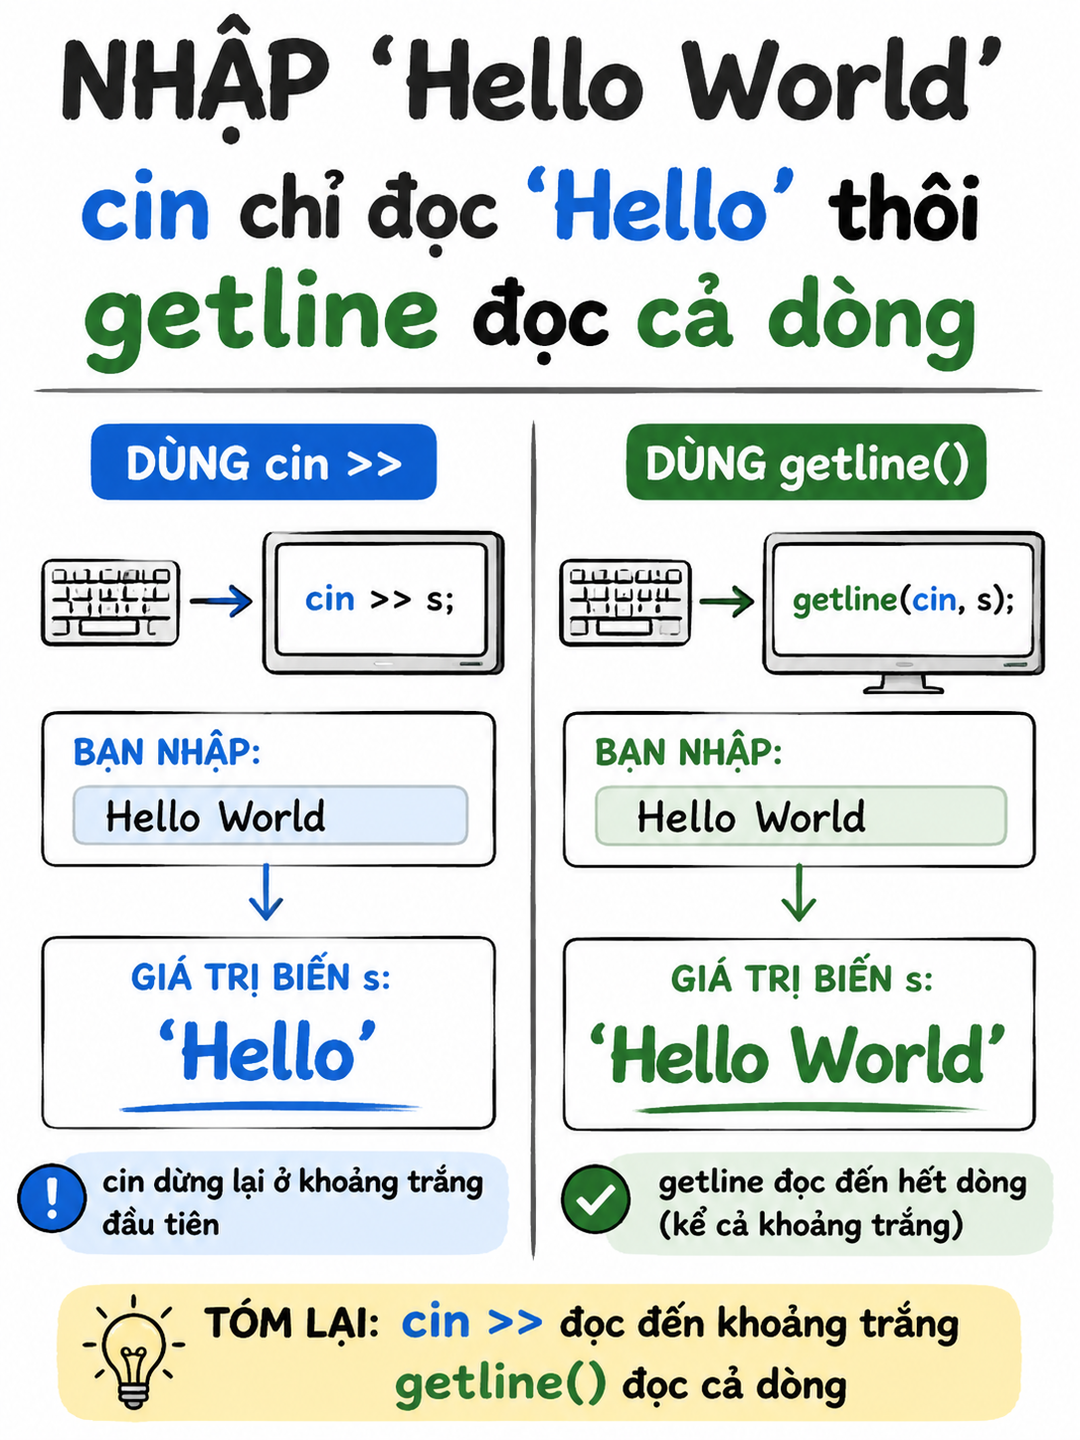 NHẬP ‘Hello World’
cin chỉ đọc ‘Hello’ thôi
getline đọc cả dòng
DÙNG cin >>
cin >> s;
BẠN NHẬP:
Hello World
GIÁ TRỊ BIẾN s:
‘Hello’
! cin dừng lại ở khoảng trắng
đầu tiên
DÙNG getline()
getline(cin, s);
BẠN NHẬP:
Hello World
GIÁ TRỊ BIẾN s:
‘Hello World’
getline đọc đến hết dòng
(kể cả khoảng trắng)
TÓM LẠI: cin >> đọc đến khoảng trắng
getline() đọc cả dòng